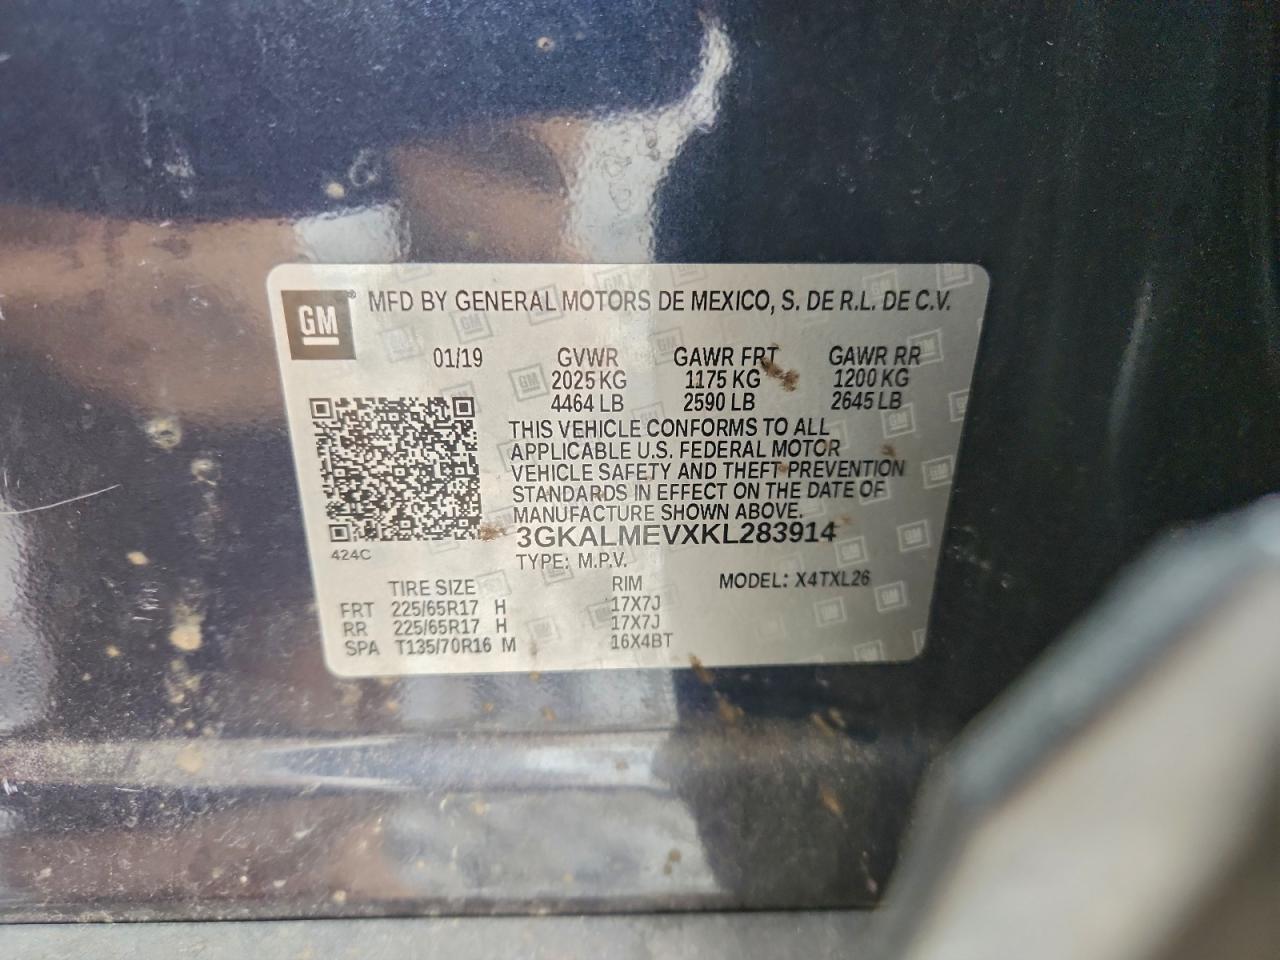 GM
MFD BY GENERAL MOTORS DE MEXICO, S. DE R.L. DE C.V.
01/19 GVWR GAWR FRT GAWR RR
2025 KG 1175 KG 1200 KG
4464 LB 2590 LB 2645 LB
THIS VEHICLE CONFORMS TO ALL
APPLICABLE U.S. FEDERAL MOTOR
VEHICLE SAFETY AND THEFT PREVENTION
STANDARDS IN EFFECT ON THE DATE OF
MANUFACTURE SHOWN ABOVE.
3GKALMEVXKL283914
424C
TYPE: M.P.V.
TIRE SIZE RIM MODEL: X4TXL26
FRT 225/65R17 H 17X7J
RR 225/65R17 H 17X7J
SPA T135/70R16 M 16X4BT